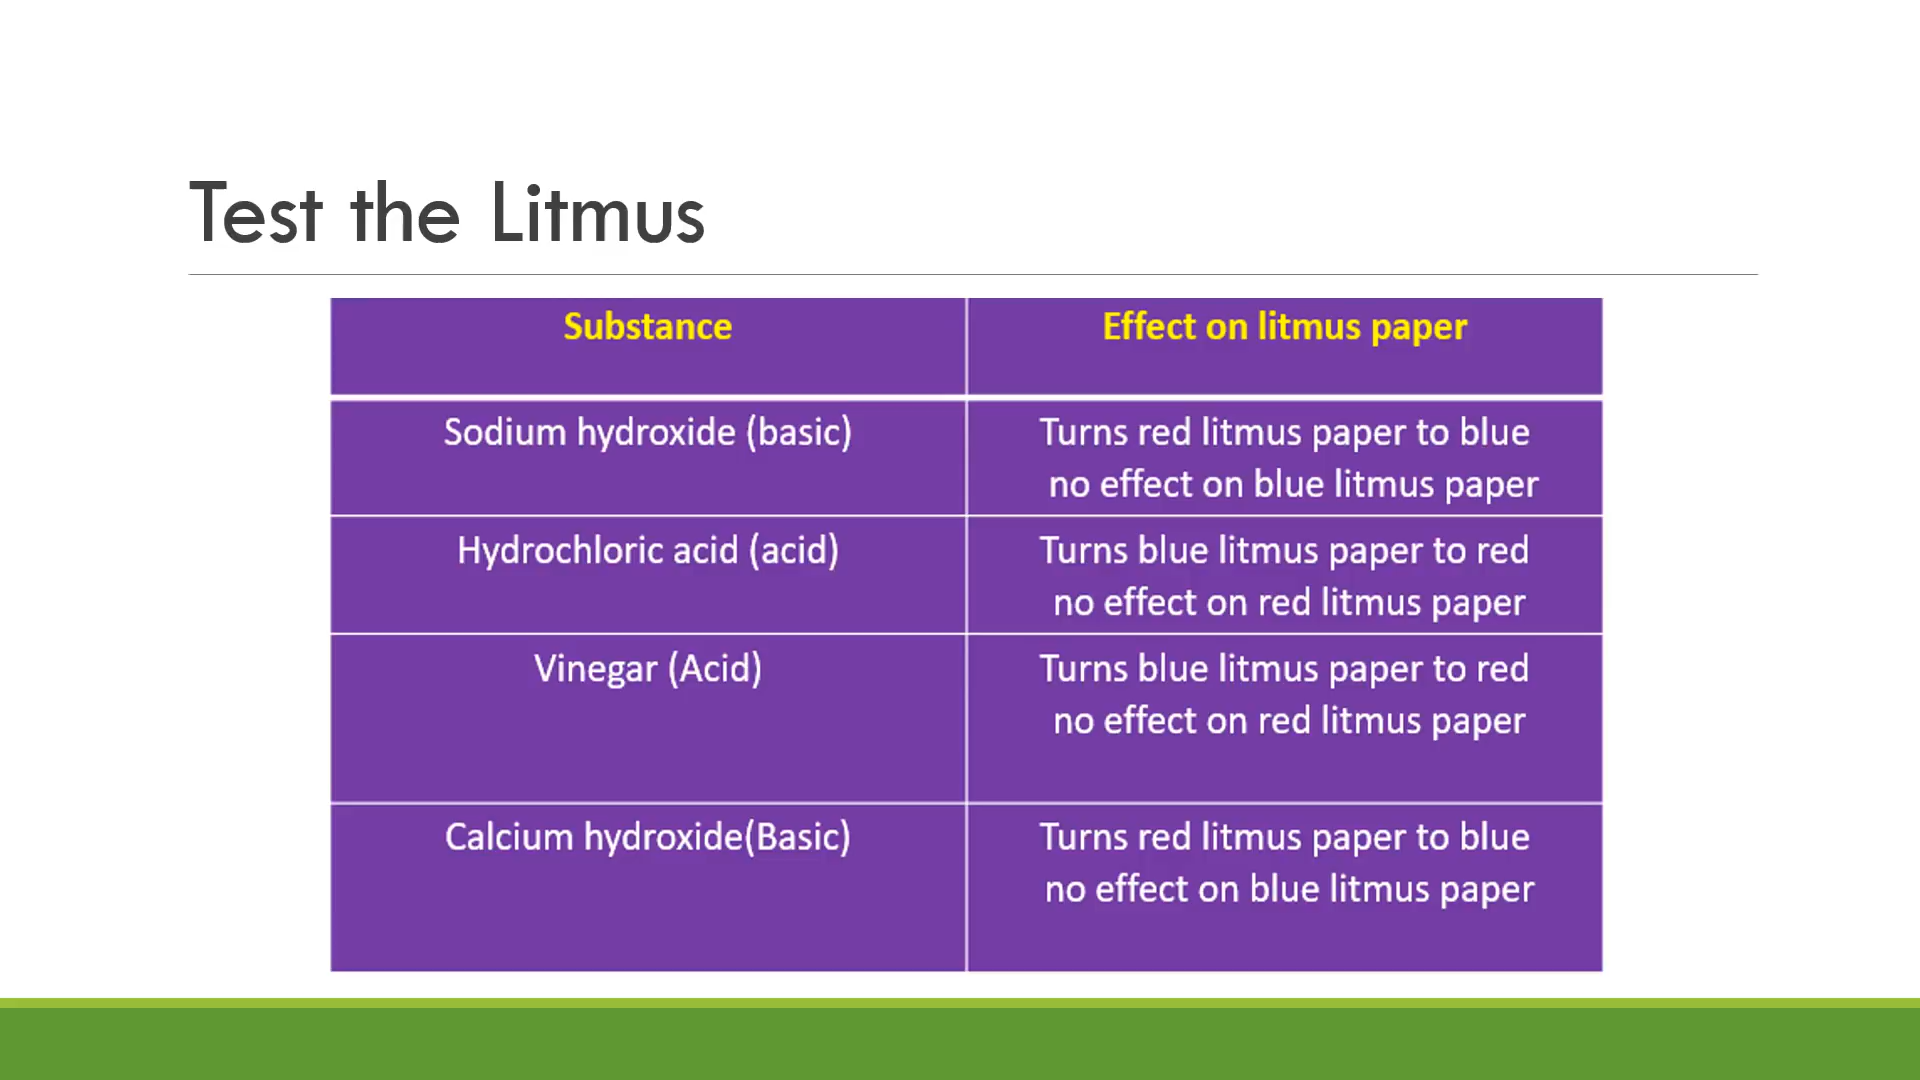 Test the Litmus
Substance
Effect on litmus paper
Sodium hydroxide (basic)
Turns red litmus paper to blue
no effect on blue litmus paper
Hydrochloric acid (acid)
Turns blue litmus paper to red
no effect on red litmus paper
Vinegar (Acid)
Turns blue litmus paper to red
no effect on red litmus paper
Calcium hydroxide(Basic)
Turns red litmus paper to blue
no effect on blue litmus paper